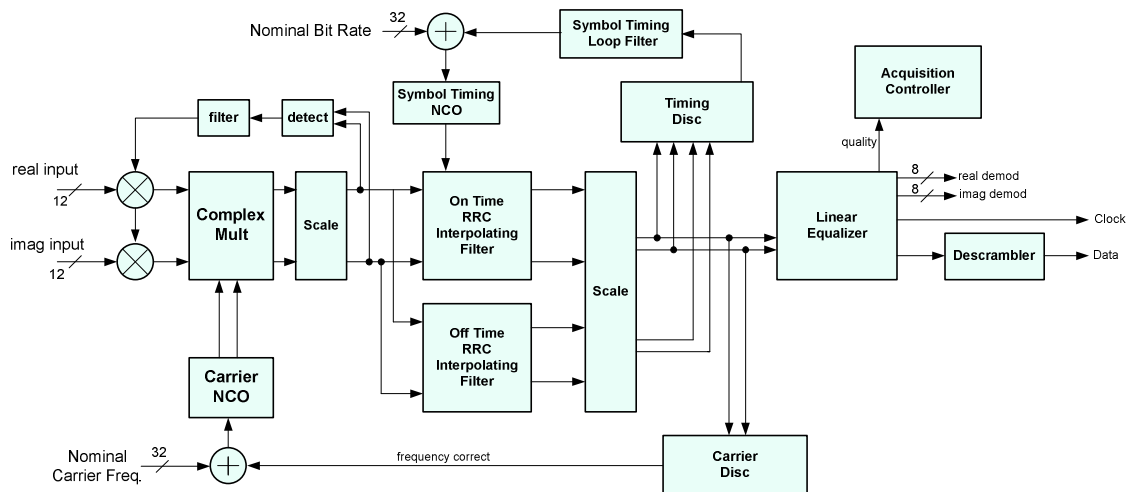 Nominal Bit Rate
32
Symbol Timing
Loop Filter
Acquisition
Controller
Symbol Timing
NCO
Timing
Disc
filter
detect
quality
real input
12
imag input
12
Complex
Mult
Scale
On Time
RRC
Interpolating
Filter
Off Time
RRC
Interpolating
Filter
Scale
Linear
Equalizer
8
real demod
8
imag demod
Clock
Descrambler
Data
Carrier
NCO
Nominal
Carrier Freq.
32
frequency correct
Carrier
Disc